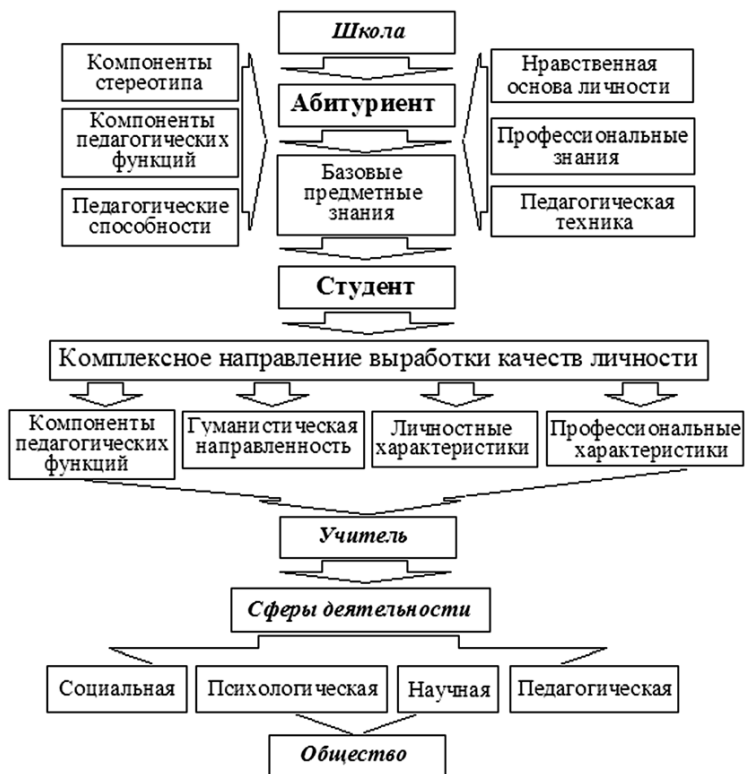 Школа
Компоненты
стереотипа
Нравственная
основа личности
Абитуриент
Компоненты
педагогических
функций
Профессиональные
знания
Базовые
предметные
знания
Педагогические
способности
Педагогическая
техника
Студент
Комплексное направление выработки качеств личности
Компоненты
педагогических
функций
Гуманистическая
направленность
Личностные
характеристики
Профессиональные
характеристики
Учитель
Сферы деятельности
Социальная
Психологическая
Научная
Педагогическая
Общество